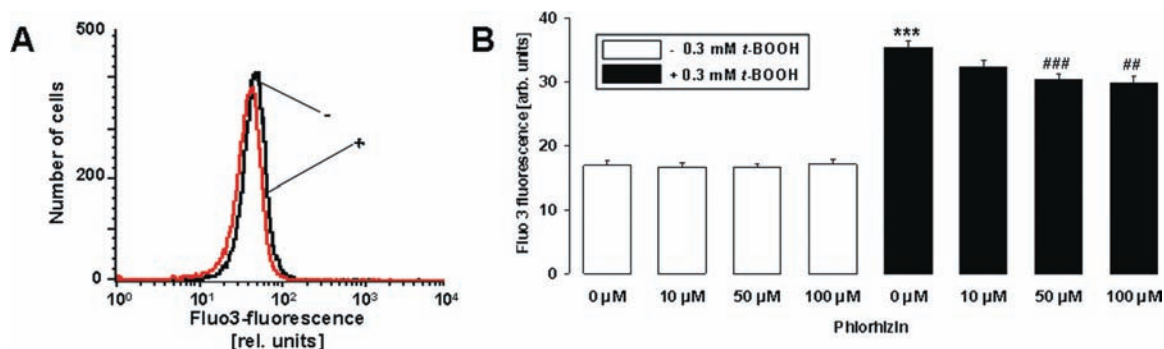 A
500
200
0
Number of cells
-
+
10⁰ 10¹ 10² 10³ 10⁴
Fluo3-fluorescence
[rel. units]
B
40
30
20
10
0
Fluo 3 fluorescence [arb. units]
- 0.3 mM t-BOOH
+ 0.3 mM t-BOOH
*** ### ##
0 µM 10 µM 50 µM 100 µM 0 µM 10 µM 50 µM 100 µM
Phlorhizin